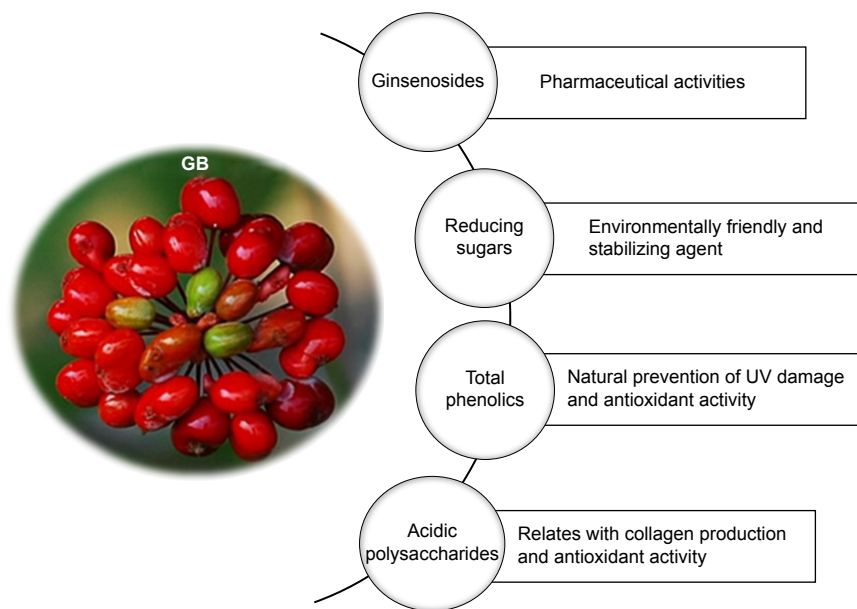 GB
Ginsenosides
Pharmaceutical activities
Reducing
sugars
Environmentally friendly and
stabilizing agent
Total
phenolics
Natural prevention of UV damage
and antioxidant activity
Acidic
polysaccharides
Relates with collagen production
and antioxidant activity